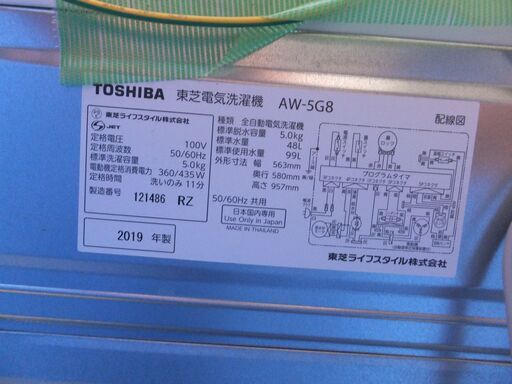 TOSHIBA 東芝電気洗濯機 AW-5G8
東芝ライフスタイル株式会社
JET
定格電圧 100V
定格周波数 50/60Hz
標準洗濯容量 5.0kg
電動機定格消費電力 360/435W
定格時間 洗いのみ 11分
製造番号
121486 RZ
2019 年製
種類 全自動電気洗濯機
標準脱水容量 5.0kg
標準水量 48L
標準使用水量 99L
外形寸法 幅 563mm
奥行 580mm
高さ 957mm
50/60Hz 共用
日本国内専用
Use Only in Japan
MADE IN THAILAND
配線図
プログラムタイマ
東芝ライフスタイル株式会社